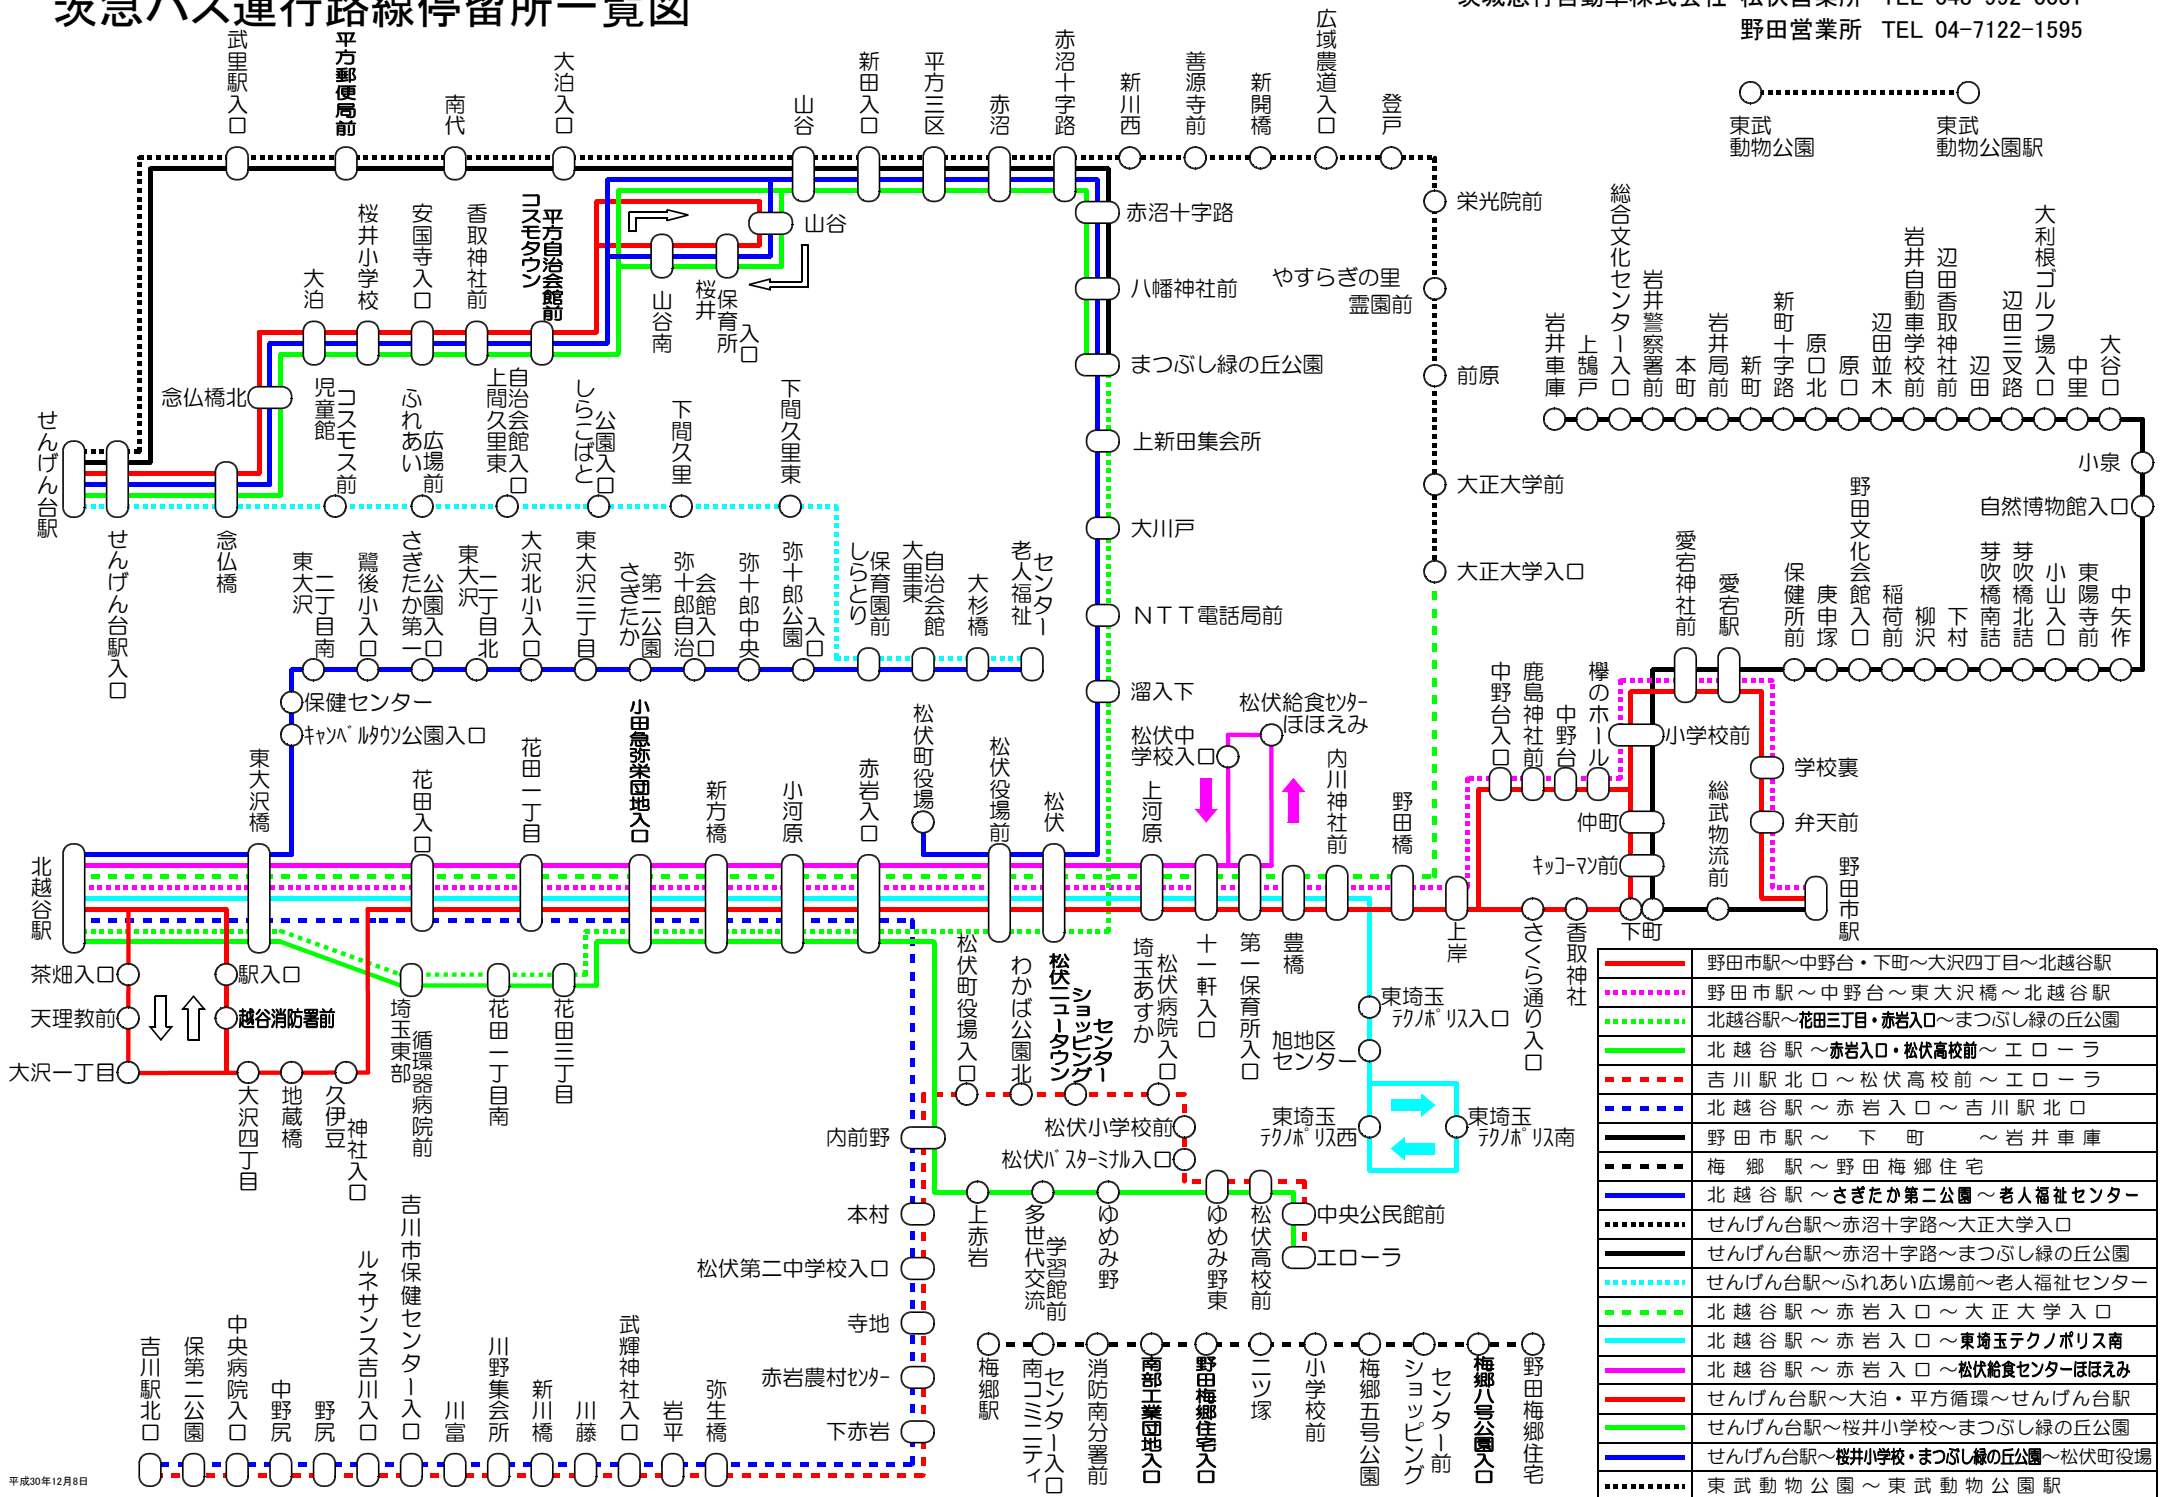 茨急バス運行路線停留所一覧図
野田営業所 TEL 04-7122-1595
東武
動物公園
東武
動物公園駅
武里駅入口
平方郵便局前
南代
大泊入口
山谷
新田入口
平方三区
赤沼
赤沼十字路
新川西
善源寺前
新開橋
広域農道入口
登戸
栄光院前
やすらぎの里
霊園前
前原
大正大学前
大正大学入口
大泊
桜井小学校
安国寺入口
香取神社前
コスモタウン
平方自治会館前
山谷
山谷南
桜井
保育所
入口
赤沼十字路
八幡神社前
まつぶし緑の丘公園
上新田集会所
大川戸
NTT電話局前
溜入下
念仏橋北
せんげん台駅
せんげん台駅入口
念仏橋
児童館
コスモス前
ふれあい
広場前
上間久里東
自治会館入口
しらこばと
公園入口
下間久里
下間久里東
しらとり
保育園前
大里東
自治会館
大杉橋
老人福祉
センター
東大沢
二丁目南
鷺後小入口
さぎたか第一
公園入口
東大沢
二丁目北
大沢北小入口
東大沢三丁目
さぎたか
第二公園
弥十郎自治
会館入口
弥十郎中央
弥十郎公園
入口
保健センター
キャンベルタウン公園入口
岩井車庫
上鵠戸
総合文化センター入口
岩井警察署前
本町
岩井局前
新町
新町十字路
原口北
原口
辺田並木
岩井自動車学校前
辺田香取神社前
辺田
辺田三叉路
大利根ゴルフ場入口
中里
大谷口
小泉
自然博物館入口
愛宕神社前
愛宕駅
保健所前
庚申塚
野田文化会館入口
稲荷前
柳沢
下村
芽吹橋南詰
芽吹橋北詰
小山入口
東陽寺前
中矢作
北越谷駅
東大沢橋
花田入口
花田一丁目
小田急弥栄団地入口
新方橋
小河原
赤岩入口
松伏町役場
松伏役場前
松伏
上河原
松伏中
学校入口
松伏給食センター
ほほえみ
内川神社前
野田橋
中野台入口
鹿島神社前
中野台
欅のホール
小学校前
仲町
キッコーマン前
総武物流前
学校裏
弁天前
野田市駅
茶畑入口
天理教前
大沢一丁目
駅入口
越谷消防署前
大沢四丁目
地蔵橋
久伊豆
神社入口
埼玉東部
循環器病院前
花田一丁目南
花田三丁目
松伏町役場入口
わかば公園北
松伏ニュータウン
ショッピング
センター
埼玉あすか
松伏病院入口
十一軒入口
第一保育所入口
豊橋
上岸
さくら通り入口
香取神社
下町
東埼玉
テクノポリス入口
旭地区
センター
東埼玉
テクノポリス西
東埼玉
テクノポリス南
松伏小学校前
松伏バスターミナル入口
上赤岩
多世代交流
学習館前
ゆめみ野
ゆめみ野東
松伏高校前
中央公民館前
エローラ
内前野
本村
松伏第二中学校入口
寺地
赤岩農村センター
下赤岩
吉川駅北口
保第二公園
中央病院入口
中野尻
野尻
ルネサンス吉川入口
吉川市保健センター入口
川富
川野集会所
新川橋
川藤
武輝神社入口
岩平
弥生橋
梅郷駅
南コミニティ
センター入口
消防南分署前
南部工業団地入口
野田梅郷住宅入口
二ツ塚
小学校前
梅郷五号公園
ショッピング
センター前
梅郷八号公園入口
野田梅郷住宅
野田市駅～中野台・下町～大沢四丁目～北越谷駅
野田市駅～中野台～東大沢橋～北越谷駅
北越谷駅～花田三丁目・赤岩入口～まつぶし緑の丘公園
北越谷駅～赤岩入口・松伏高校前～エローラ
吉川駅北口～松伏高校前～エローラ
北越谷駅～赤岩入口～吉川駅北口
野田市駅～ 下 町 ～岩井車庫
梅郷駅～野田梅郷住宅
北越谷駅～さぎたか第二公園～老人福祉センター
せんげん台駅～赤沼十字路～大正大学入口
せんげん台駅～赤沼十字路～まつぶし緑の丘公園
せんげん台駅～ふれあい広場前～老人福祉センター
北越谷駅～赤岩入口～大正大学入口
北越谷駅～赤岩入口～東埼玉テクノポリス南
北越谷駅～赤岩入口～松伏給食センターほほえみ
せんげん台駅～大泊・平方循環～せんげん台駅
せんげん台駅～桜井小学校～まつぶし緑の丘公園
せんげん台駅～桜井小学校・まつぶし緑の丘公園～松伏町役場
東武動物公園～東武動物公園駅
平成30年12月8日